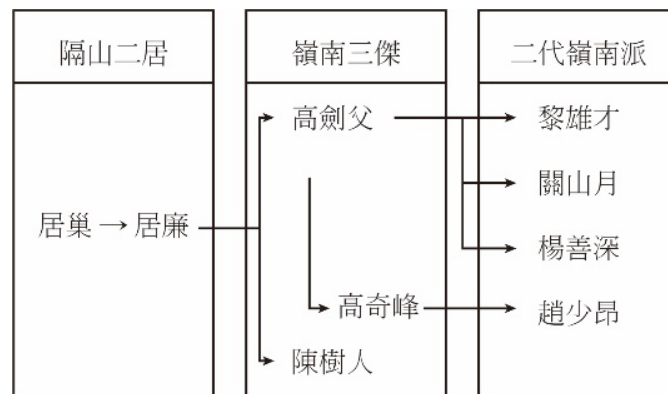 隔山二居
居巢 → 居廉
嶺南三傑
高劍父
高奇峰
陳樹人
二代嶺南派
黎雄才
關山月
楊善深
趙少昂